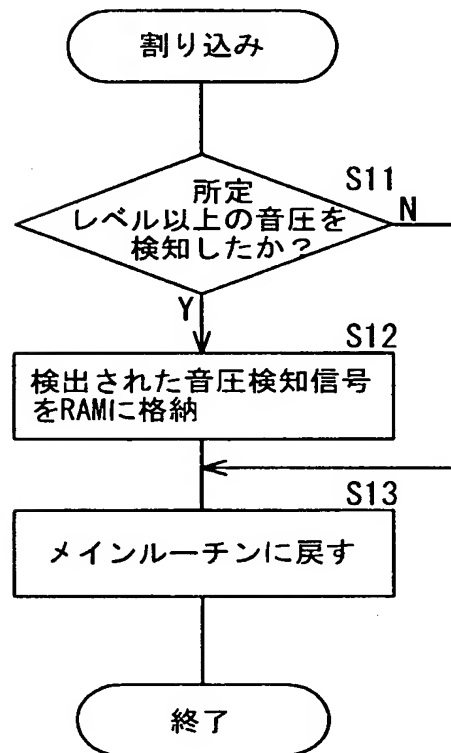 割り込み
S11
所定
レベル以上の音圧を
検知したか？
N
Y
S12
検出された音圧検知信号
をRAMに格納
S13
メインルーチンに戻す
終了